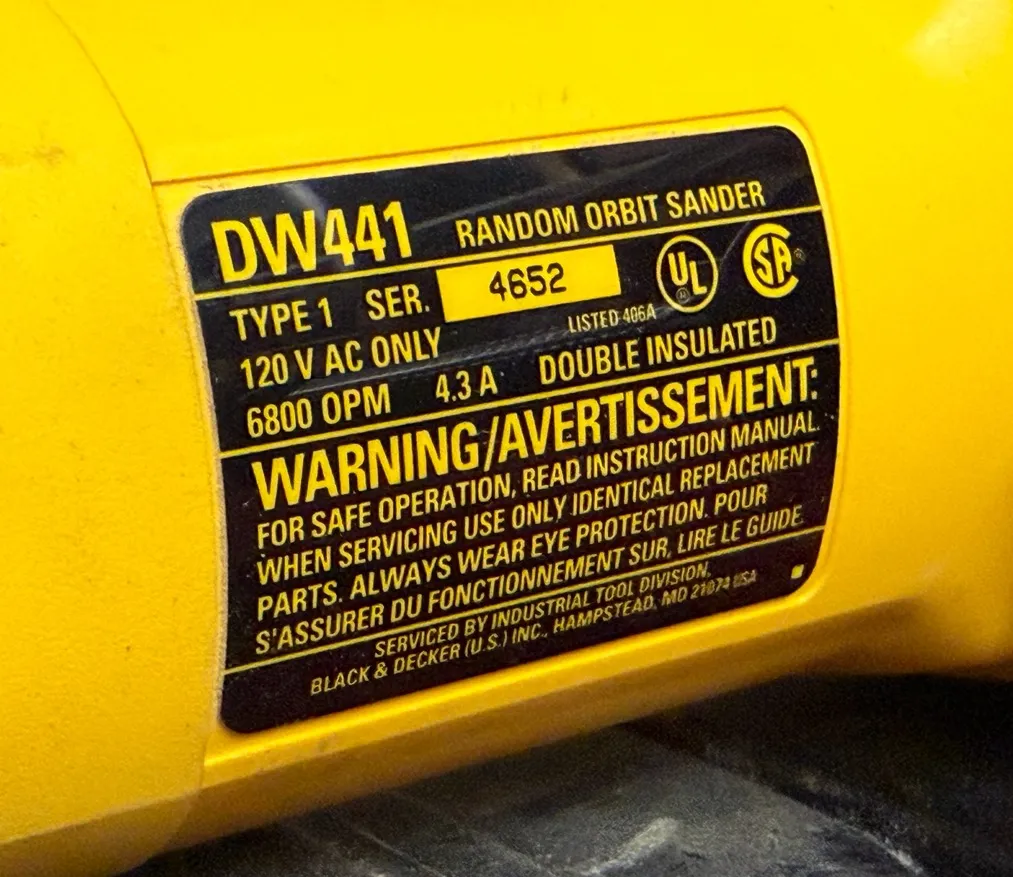 DW441 RANDOM ORBIT SANDER
TYPE 1 SER. 4652 UL SA
120 V AC ONLY LISTED 406A
6800 OPM 4.3 A DOUBLE INSULATED
WARNING/AVERTISSEMENT:
FOR SAFE OPERATION, READ INSTRUCTION MANUAL.
WHEN SERVICING USE ONLY IDENTICAL REPLACEMENT
PARTS. ALWAYS WEAR EYE PROTECTION. POUR
S'ASSURER DU FONCTIONNEMENT SUR, LIRE LE GUIDE.
SERVICED BY INDUSTRIAL TOOL DIVISION,
BLACK & DECKER (U.S.) INC., HAMPSTEAD, MD 21074 USA